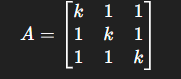 A = [k 1 1
1 k 1
1 1 k]